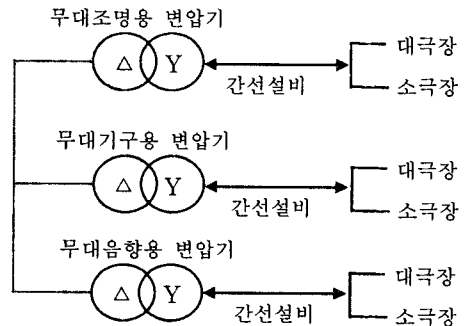 무대조명용 변압기
△ Y
간선설비
대극장
소극장
무대기구용 변압기
△ Y
간선설비
대극장
소극장
무대음향용 변압기
△ Y
간선설비
대극장
소극장